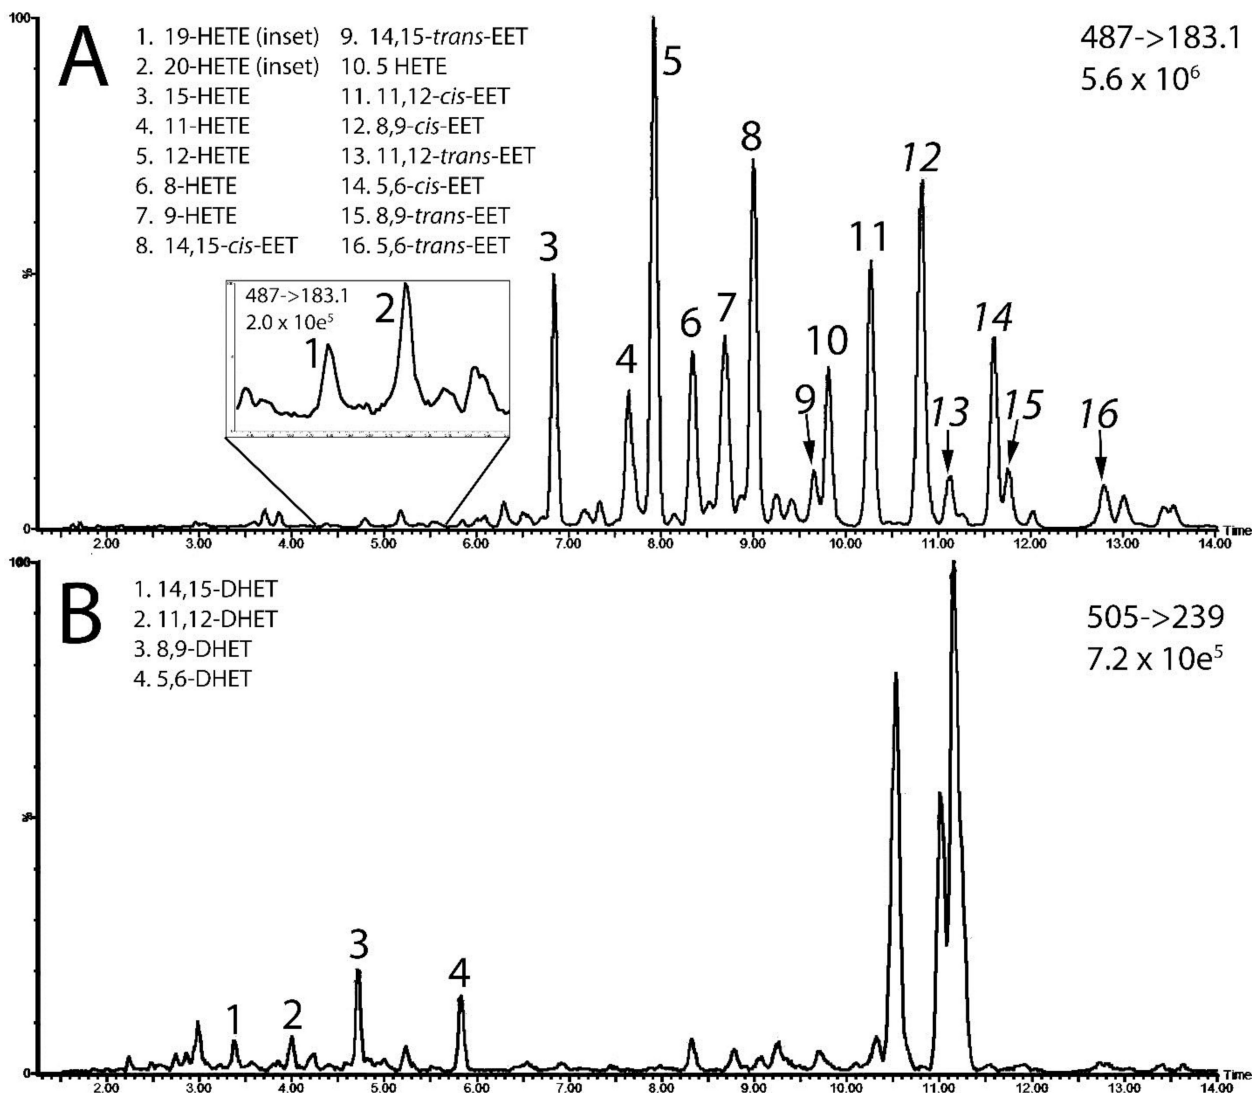 A
100
%
0
1. 19-HETE (inset)
2. 20-HETE (inset)
3. 15-HETE
4. 11-HETE
5. 12-HETE
6. 8-HETE
7. 9-HETE
8. 14,15-cis-EET
9. 14,15-trans-EET
10. 5 HETE
11. 11,12-cis-EET
12. 8,9-cis-EET
13. 11,12-trans-EET
14. 5,6-cis-EET
15. 8,9-trans-EET
16. 5,6-trans-EET
487->183.1
5.6 x 10⁶
487->183.1
2.0 x 10e⁵
1
2
3
4
5
6
7
8
9
10
11
12
13
14
15
16
2.00 3.00 4.00 5.00 6.00 7.00 8.00 9.00 10.00 11.00 12.00 13.00 14.00 Time
B
100
%
0
1. 14,15-DHET
2. 11,12-DHET
3. 8,9-DHET
4. 5,6-DHET
505->239
7.2 x 10e⁵
1
2
3
4
2.00 3.00 4.00 5.00 6.00 7.00 8.00 9.00 10.00 11.00 12.00 13.00 14.00 Time